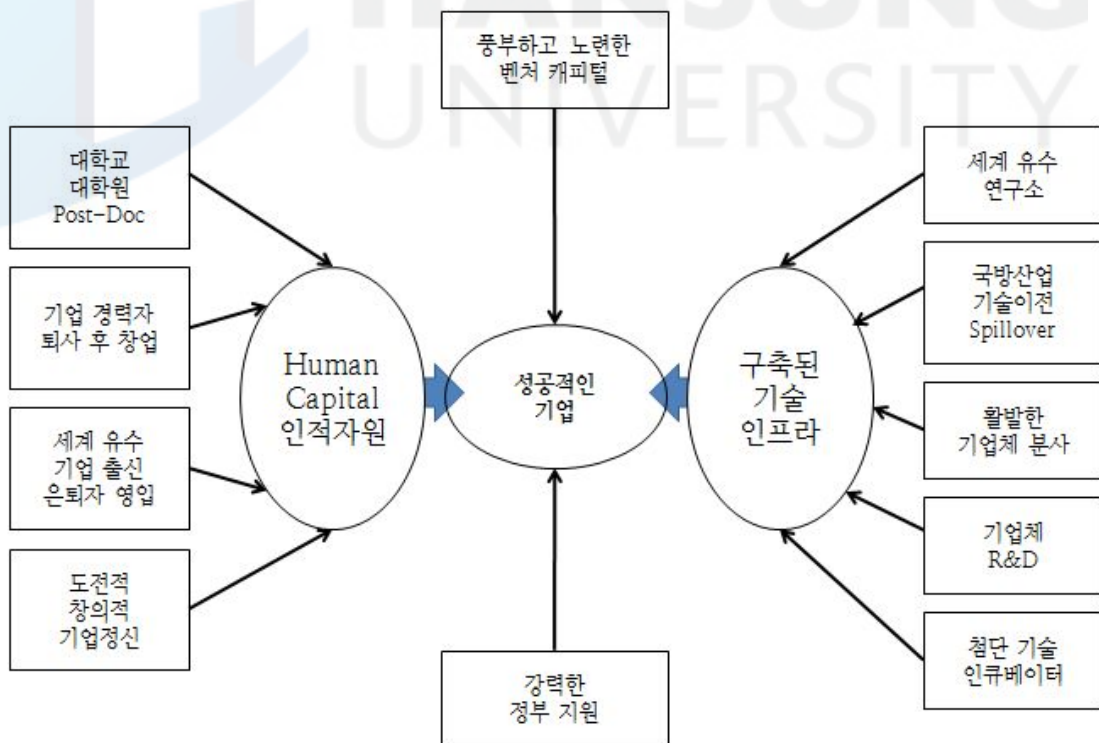 HANSUNG
UNIVERSITY
풍부하고 노련한
벤처 캐피털
대학교
대학원
Post-Doc
기업 경력자
퇴사 후 창업
세계 유수
기업 출신
은퇴자 영입
도전적
창의적
기업정신
Human
Capital
인적자원
성공적인
기업
구축된
기술
인프라
세계 유수
연구소
국방산업
기술이전
Spillover
활발한
기업체 분사
기업체
R&D
첨단 기술
인큐베이터
강력한
정부 지원